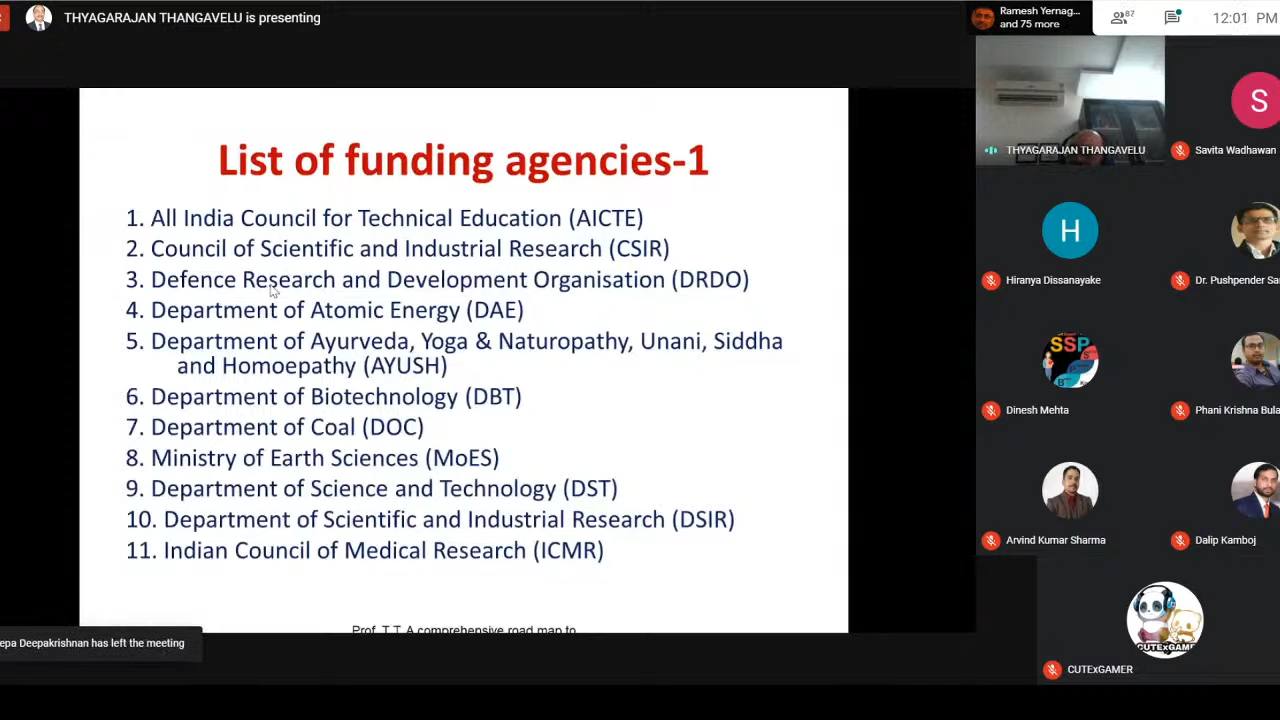 THYAGARAJAN THANGAVELU is presenting
Ramesh Yernag...
and 75 more
87
12:01 PM
List of funding agencies-1
1. All India Council for Technical Education (AICTE)
2. Council of Scientific and Industrial Research (CSIR)
3. Defence Research and Development Organisation (DRDO)
4. Department of Atomic Energy (DAE)
5. Department of Ayurveda, Yoga & Naturopathy, Unani, Siddha
and Homoepathy (AYUSH)
6. Department of Biotechnology (DBT)
7. Department of Coal (DOC)
8. Ministry of Earth Sciences (MoES)
9. Department of Science and Technology (DST)
10. Department of Scientific and Industrial Research (DSIR)
11. Indian Council of Medical Research (ICMR)
Prof. T.T. A comprehensive road map to
epa Deepakrishnan has left the meeting
THYAGARAJAN THANGAVELU
S
Savita Wadhawan
H
Hiranya Dissanayake
Dr. Pushpender Sa
SSP
Dinesh Mehta
Phani Krishna Bula
Arvind Kumar Sharma
Dalip Kamboj
CUTExGAMER
CUTExGAMER